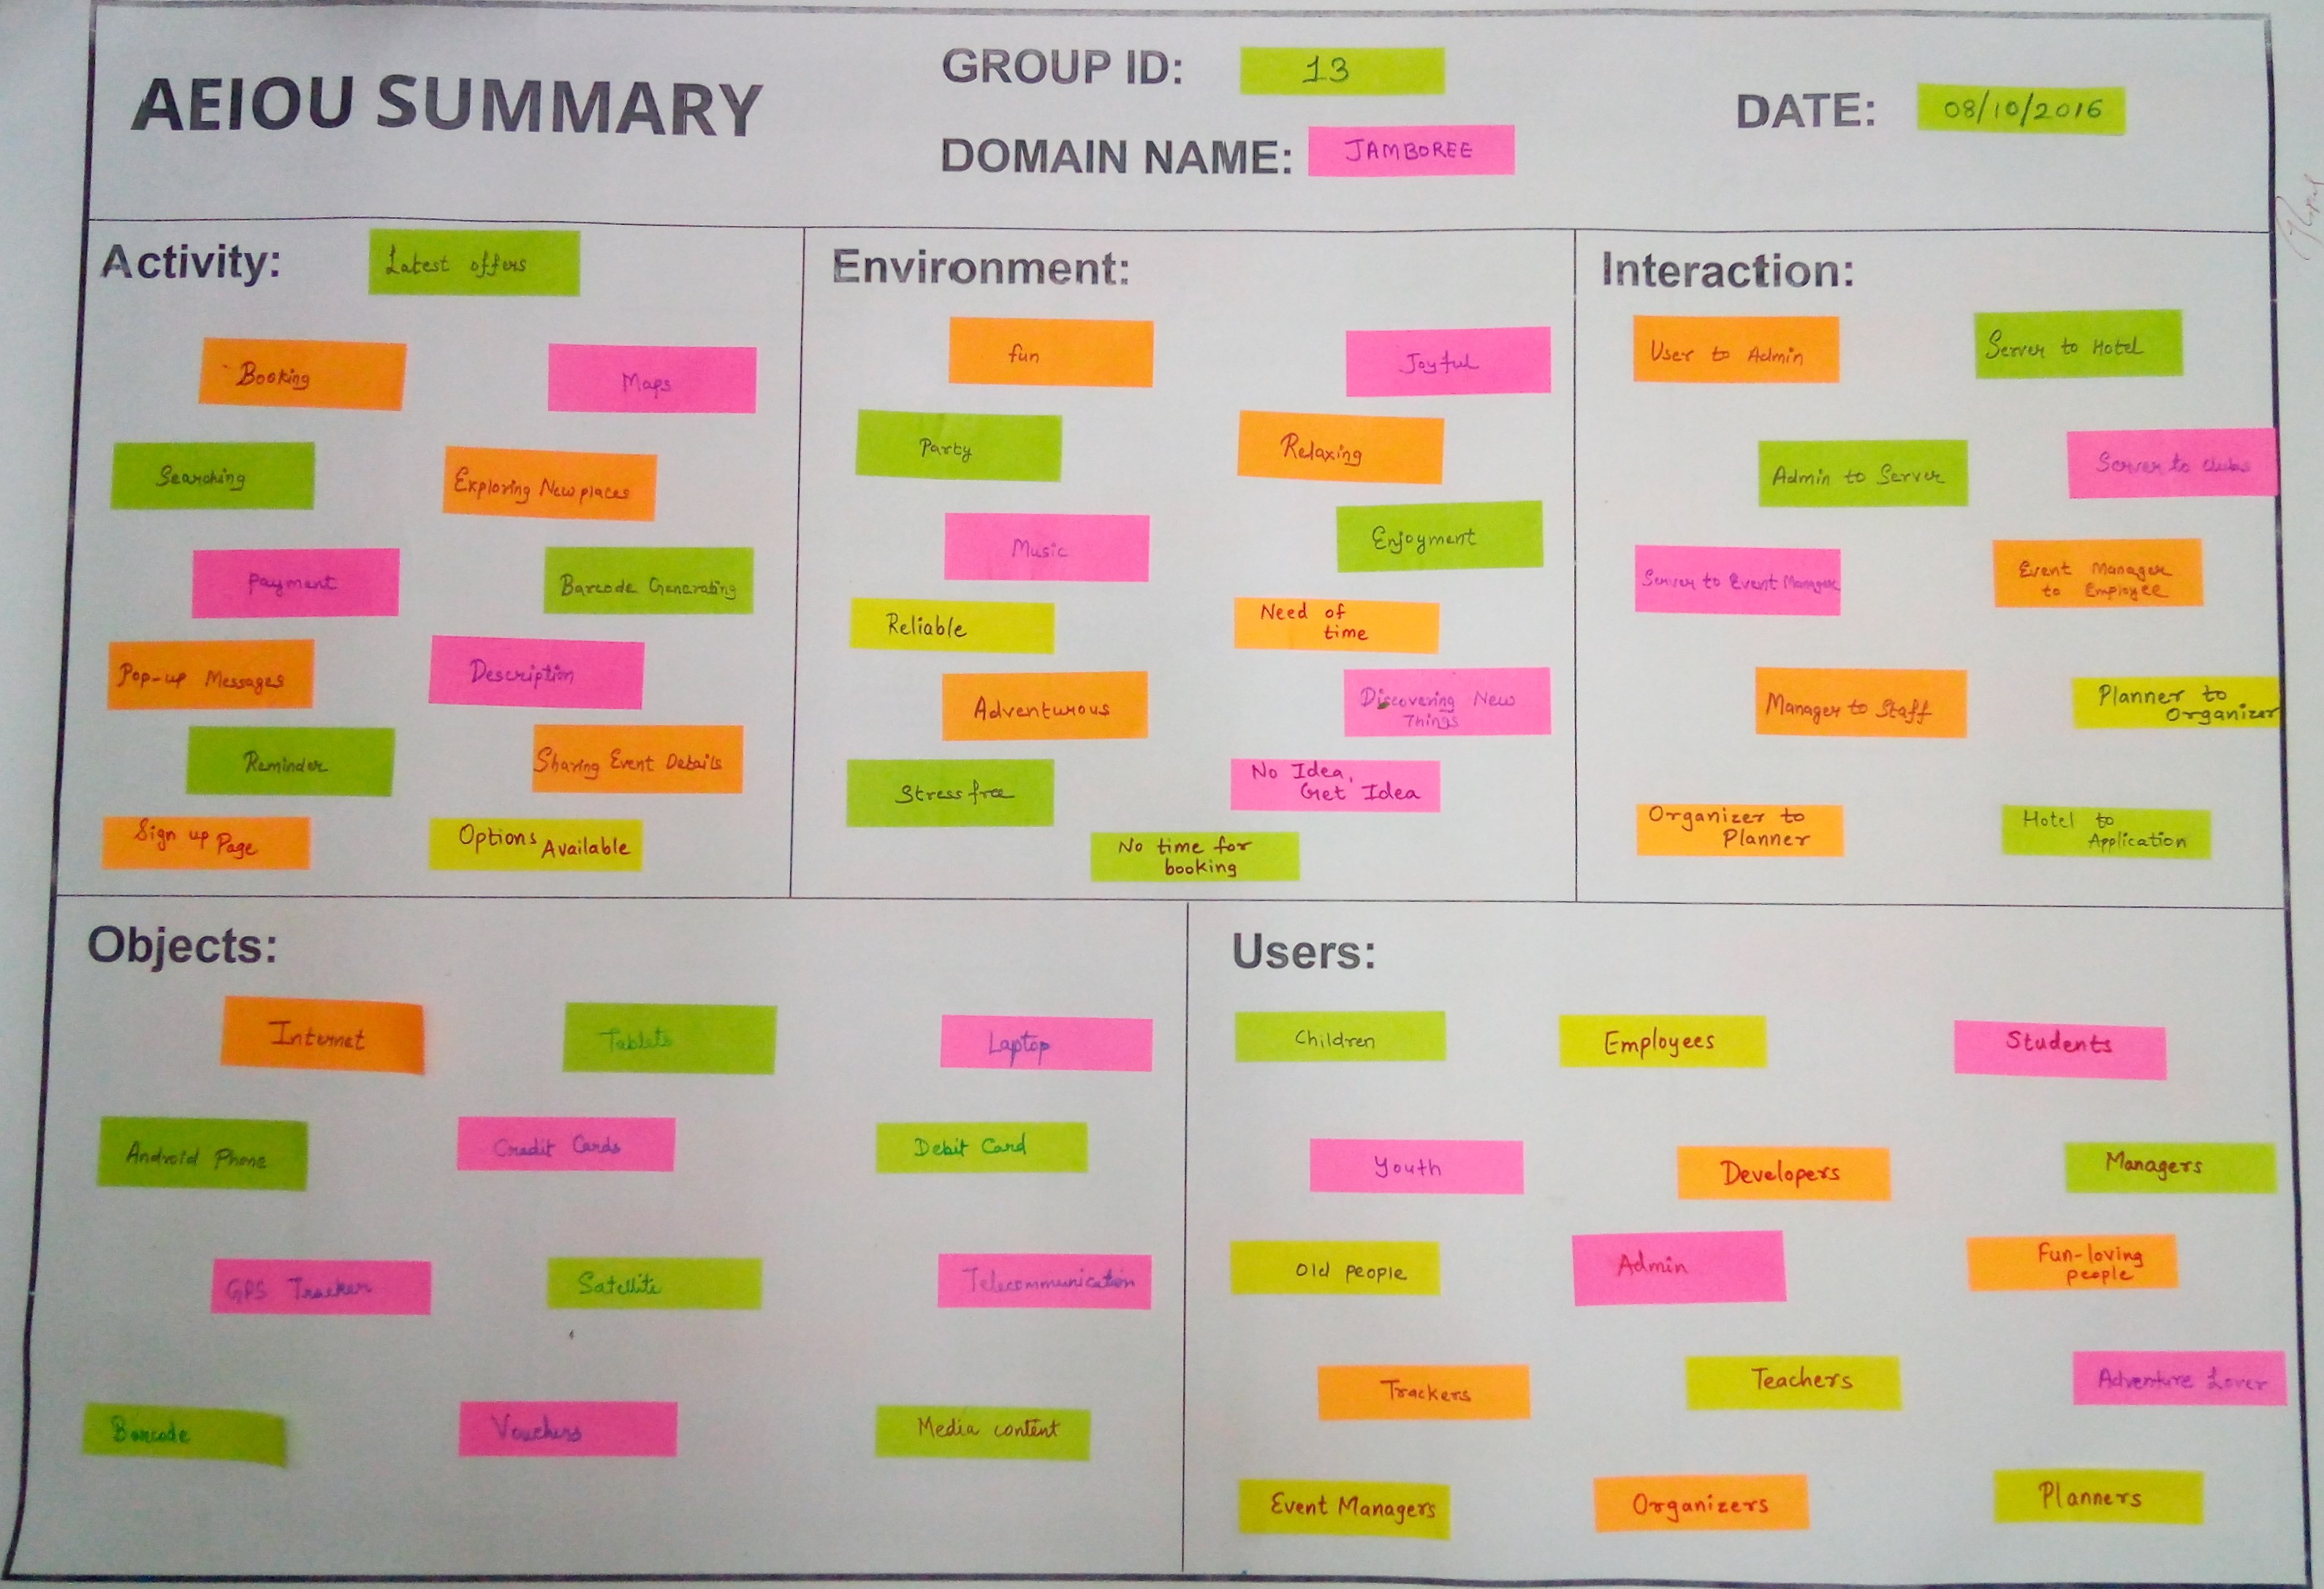 AEIOU SUMMARY
GROUP ID: 13
DOMAIN NAME: JAMBOREE
DATE: 08/10/2016
Activity:
Latest offers
Booking
Maps
Searching
Exploring New places
Payment
Barcode Generating
Pop-up Messages
Description
Reminder
Sharing Event Details
Sign up Page
Options Available
Environment:
fun
Joyful
Party
Relaxing
Music
Enjoyment
Reliable
Need of
time
Adventurous
Discovering New
Things
Stress free
No Idea,
Get Idea
No time for
booking
Interaction:
User to Admin
Server to Hotel
Admin to Server
Server to clubs
Server to Event Manager
Event Manager
to Employee
Manager to Staff
Planner to
Organizer
Organizer to
Planner
Hotel to
Application
Objects:
Internet
Tablets
Laptop
Android Phone
Credit Cards
Debit Card
GPS Tracker
Satellite
Telecommunication
Barcode
Vouchers
Media content
Users:
Children
Employees
Students
Youth
Developers
Managers
Old people
Admin
Fun-loving
people
Trackers
Teachers
Adventure Lover
Event Managers
Organizers
Planners